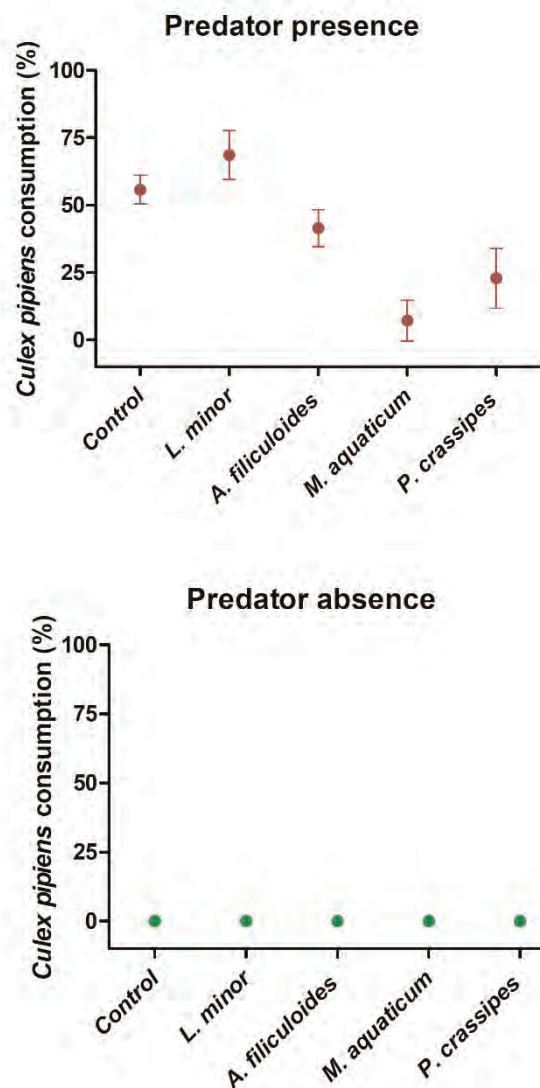 Predator presence
Culex pipiens consumption (%)
100
75
50
25
0
Control
L. minor
A. filiculoides
M. aquaticum
P. crassipes
Predator absence
Culex pipiens consumption (%)
100
75
50
25
0
Control
L. minor
A. filiculoides
M. aquaticum
P. crassipes